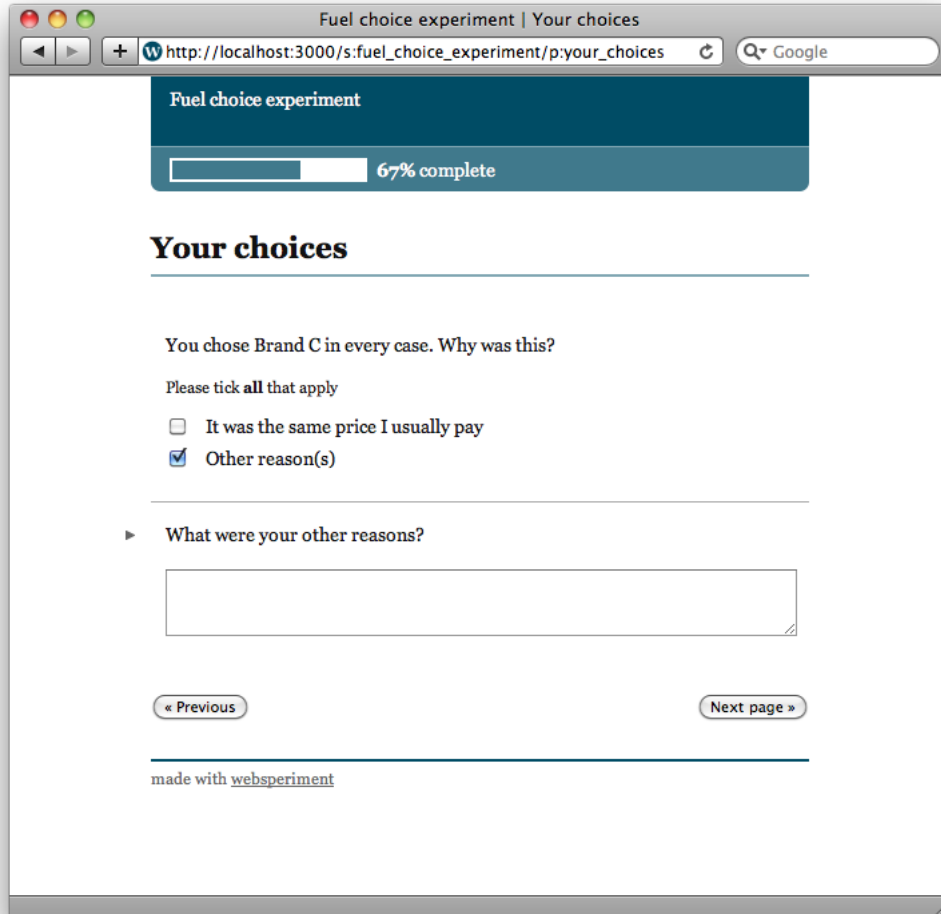 Fuel choice experiment | Your choices
http://localhost:3000/s:fuel_choice_experiment/p:your_choices
Google
Fuel choice experiment
67% complete
Your choices
You chose Brand C in every case. Why was this?
Please tick all that apply
It was the same price I usually pay
Other reason(s)
What were your other reasons?
« Previous
Next page »
made with websperiment